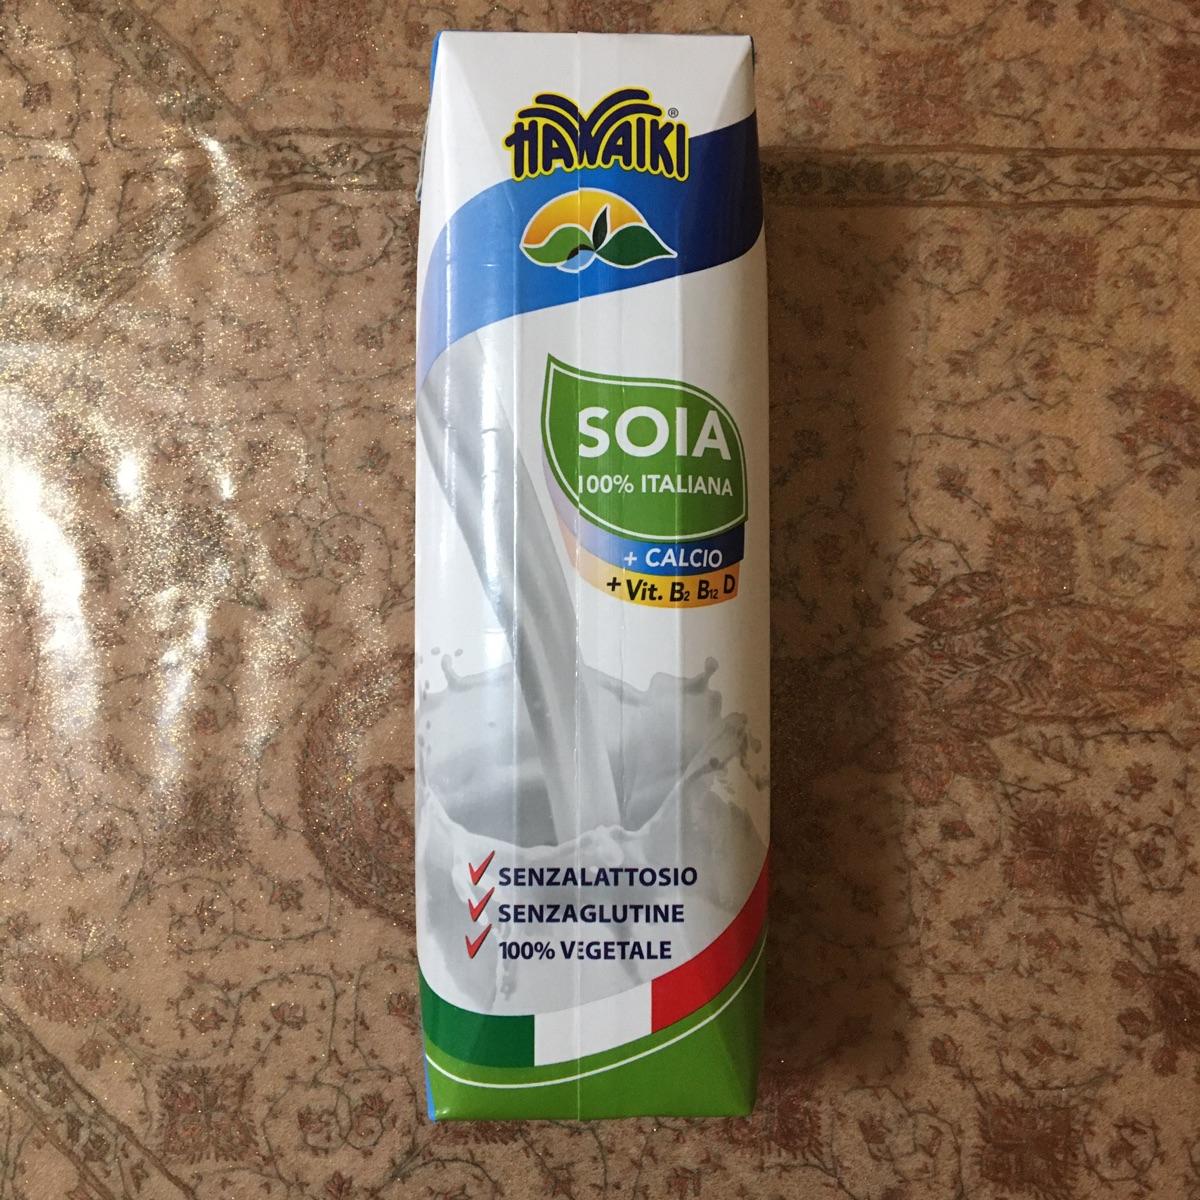 HAWAIKI®
SOIA
100% ITALIANA
+ CALCIO
+ Vit. B2 B12 D
SENZALATTOSIO
SENZAGLUTINE
100% VEGETALE